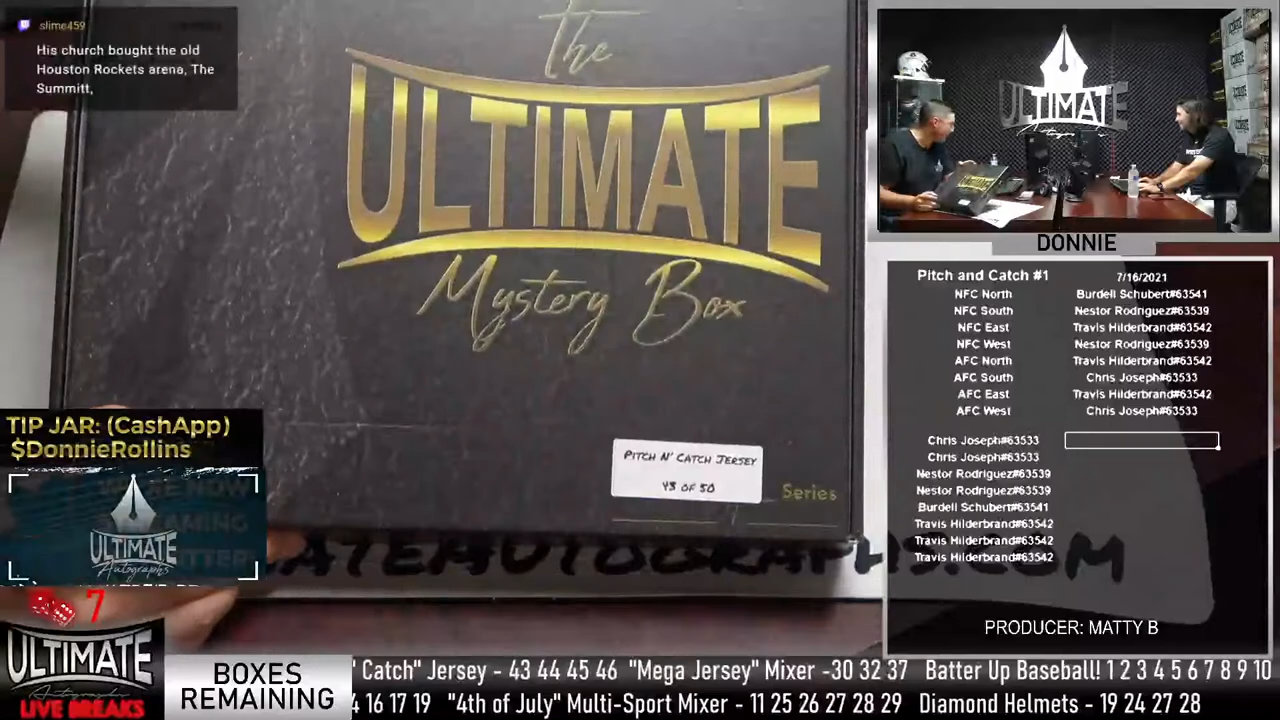 slime459
His church bought the old
Houston Rockets arena, The
Summitt,
The
ULTIMATE
Mystery Box
PITCH N' CATCH JERSEY
43 OF 50
Series
TIP JAR: (CashApp)
$DonnieRollins
ULTIMATE
Autographs
7
ULTIMATE
Autographs
LIVE BREAKS
BOXES
REMAINING
ULTIMATE
DONNIE
Pitch and Catch #1 7/16/2021
NFC North Burdell Schubert#63541
NFC South Nestor Rodriguez#63539
NFC East Travis Hilderbrand#63542
NFC West Nestor Rodriguez#63539
AFC North Travis Hilderbrand#63542
AFC South Chris Joseph#63533
AFC East Travis Hilderbrand#63542
AFC West Chris Joseph#63533
Chris Joseph#63533
Chris Joseph#63533
Nestor Rodriguez#63539
Nestor Rodriguez#63539
Burdell Schubert#63541
Travis Hilderbrand#63542
Travis Hilderbrand#63542
Travis Hilderbrand#63542
PRODUCER: MATTY B
ATEAUTOGRAPHS.COM
' Catch" Jersey - 43 44 45 46 "Mega Jersey" Mixer -30 32 37 Batter Up Baseball! 1 2 3 4 5 6 7 8 9 10
4 16 17 19 "4th of July" Multi-Sport Mixer - 11 25 26 27 28 29 Diamond Helmets - 19 24 27 28